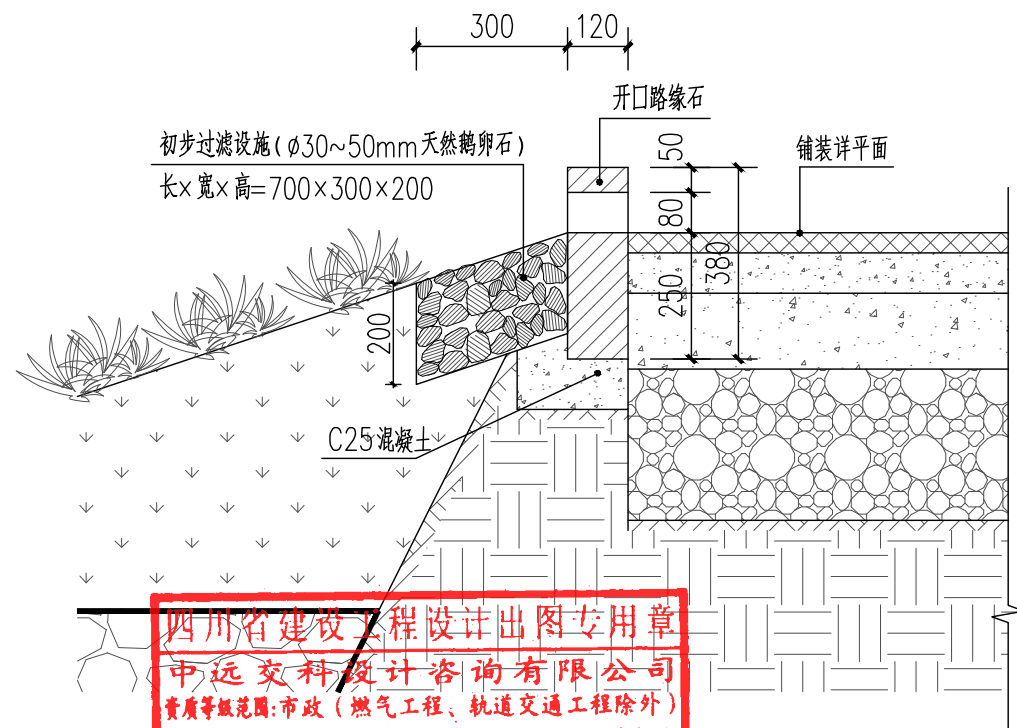 300
120
开口路缘石
初步过滤设施(Ø30~50mm天然鹅卵石)
长×宽×高=700×300×200
铺装详平面
50
80
380
250
200
C25混凝土
四川省建设工程设计出图专用章
中远交科设计咨询有限公司
资质等级范围:市政(燃气工程、轨道交通工程除外)